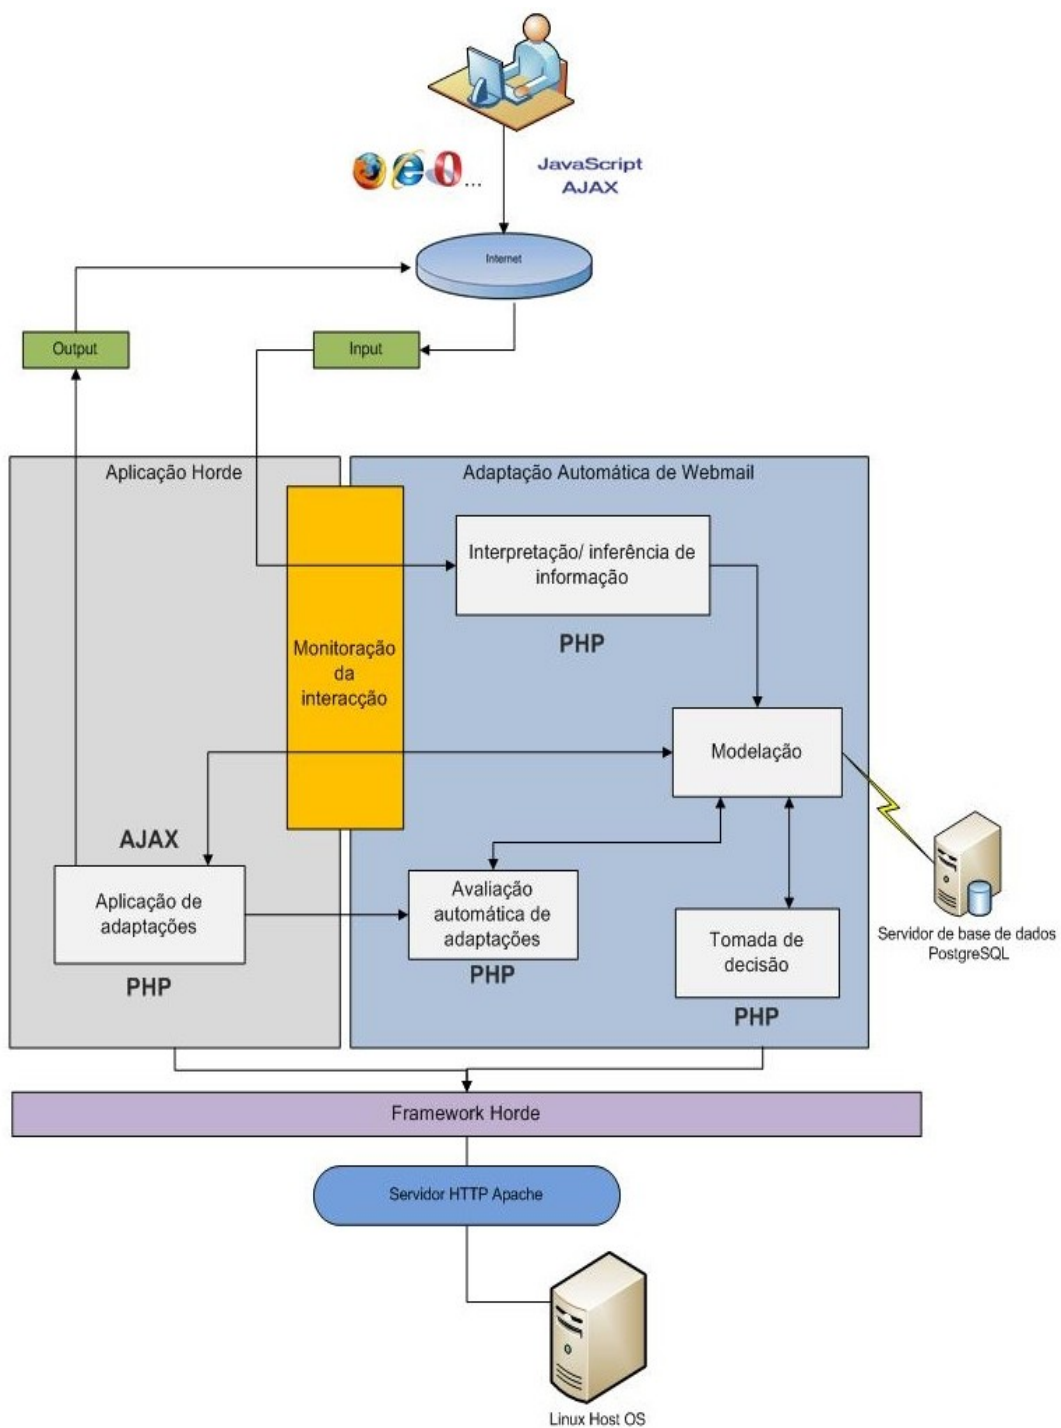 JavaScript
AJAX
...
Internet
Output
Input
Aplicação Horde
Adaptação Automática de Webmail
Interpretação/ inferência de
informação
PHP
Monitoração
da
interacção
Modelação
AJAX
Aplicação de
adaptações
PHP
Avaliação
automática de
adaptações
PHP
Tomada de
decisão
PHP
Servidor de base de dados
PostgreSQL
Framework Horde
Servidor HTTP Apache
Linux Host OS